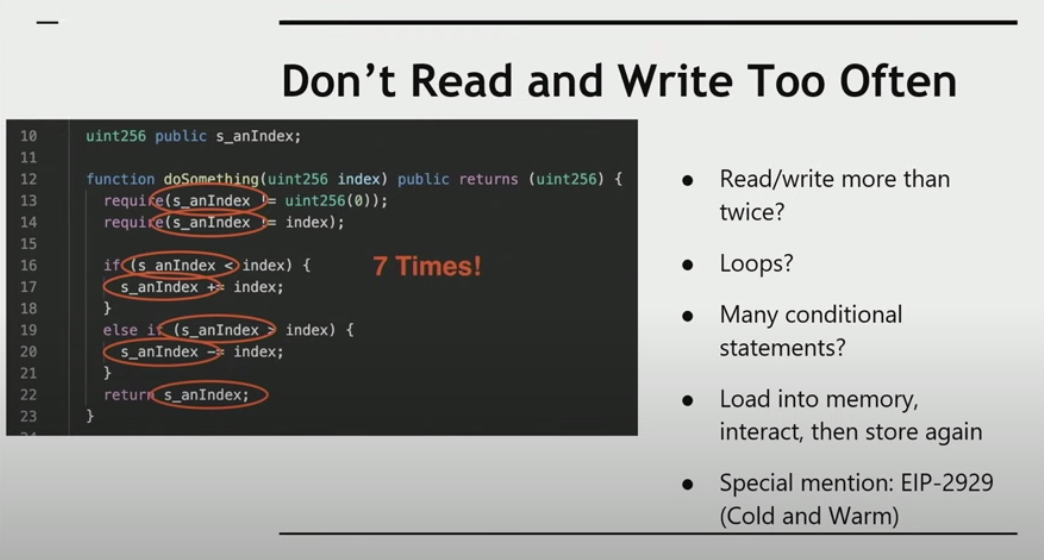 Don't Read and Write Too Often
10 uint256 public s_anIndex;
11
12 function doSomething(uint256 index) public returns (uint256) {
13 require(s_anIndex != uint256(0));
14 require(s_anIndex != index);
15
16 if (s_anIndex < index) {
17 s_anIndex += index;
18 }
19 else if (s_anIndex > index) {
20 s_anIndex -= index;
21 }
22 return s_anIndex;
23 }
7 Times!
● Read/write more than
twice?
● Loops?
● Many conditional
statements?
● Load into memory,
interact, then store again
● Special mention: EIP-2929
(Cold and Warm)